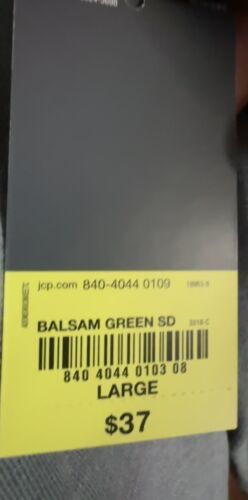 jcp.com 840-4044 0109
BALSAM GREEN SD
840 4044 0103 08
LARGE
$37